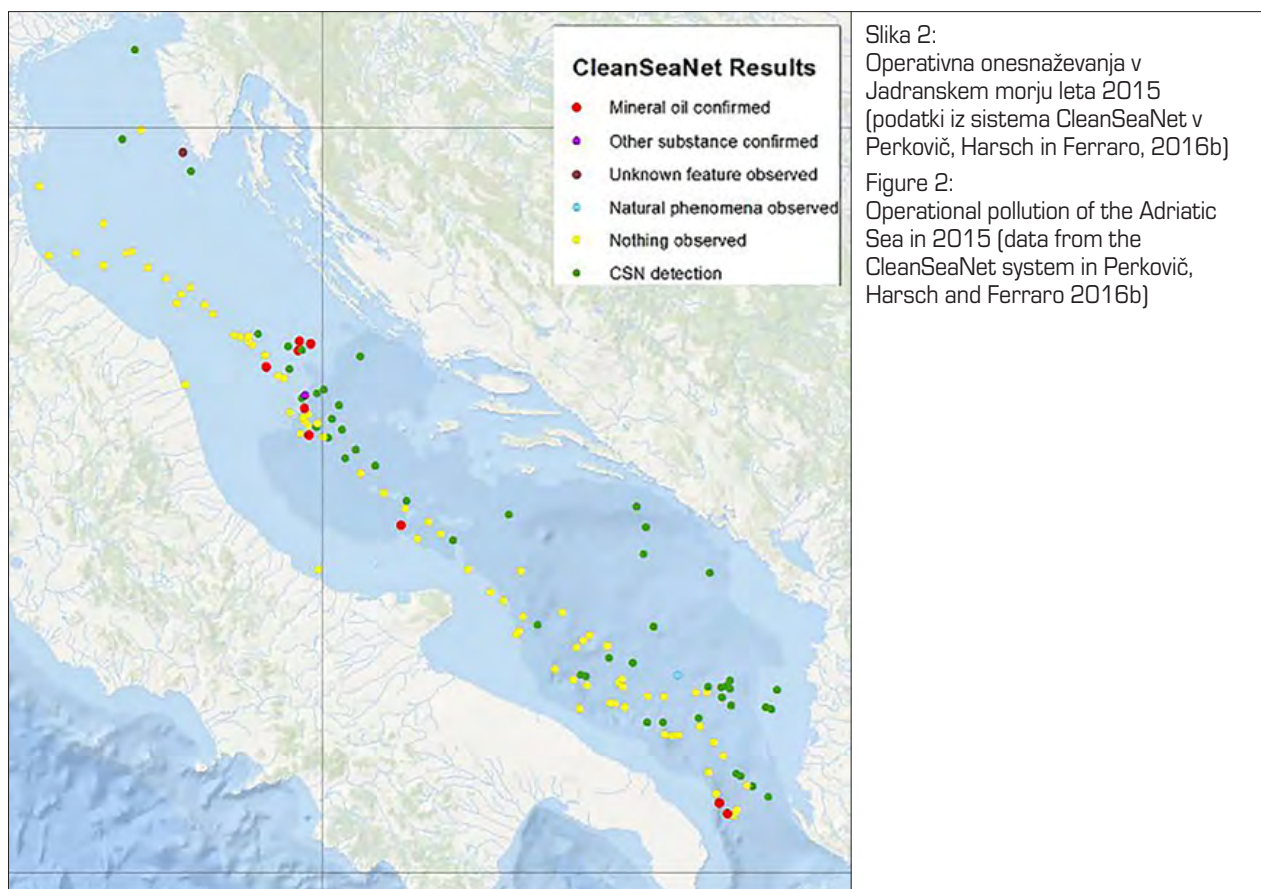 CleanSeaNet Results
Mineral oil confirmed
Other substance confirmed
Unknown feature observed
Natural phenomena observed
Nothing observed
CSN detection
Slika 2:
Operativna onesnaževanja v
Jadranskem morju leta 2015
(podatki iz sistema CleanSeaNet v
Perkovič, Harsch in Ferraro, 2016b)
Figure 2:
Operational pollution of the Adriatic
Sea in 2015 (data from the
CleanSeaNet system in Perkovič,
Harsch and Ferraro 2016b)